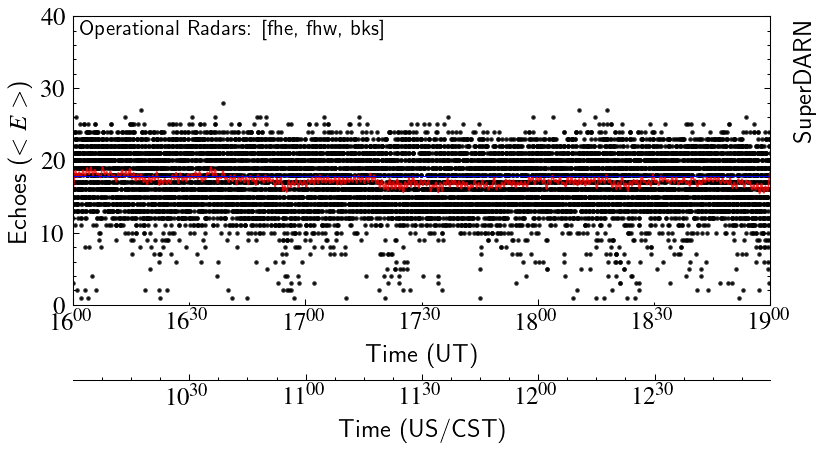 Operational Radars: [fhe, fhw, bks]
SuperDARN
Echoes (< E >)
40
30
20
10
0
16⁰⁰ 16³⁰ 17⁰⁰ 17³⁰ 18⁰⁰ 18³⁰ 19⁰⁰
Time (UT)
10³⁰ 11⁰⁰ 11³⁰ 12⁰⁰ 12³⁰
Time (US/CST)